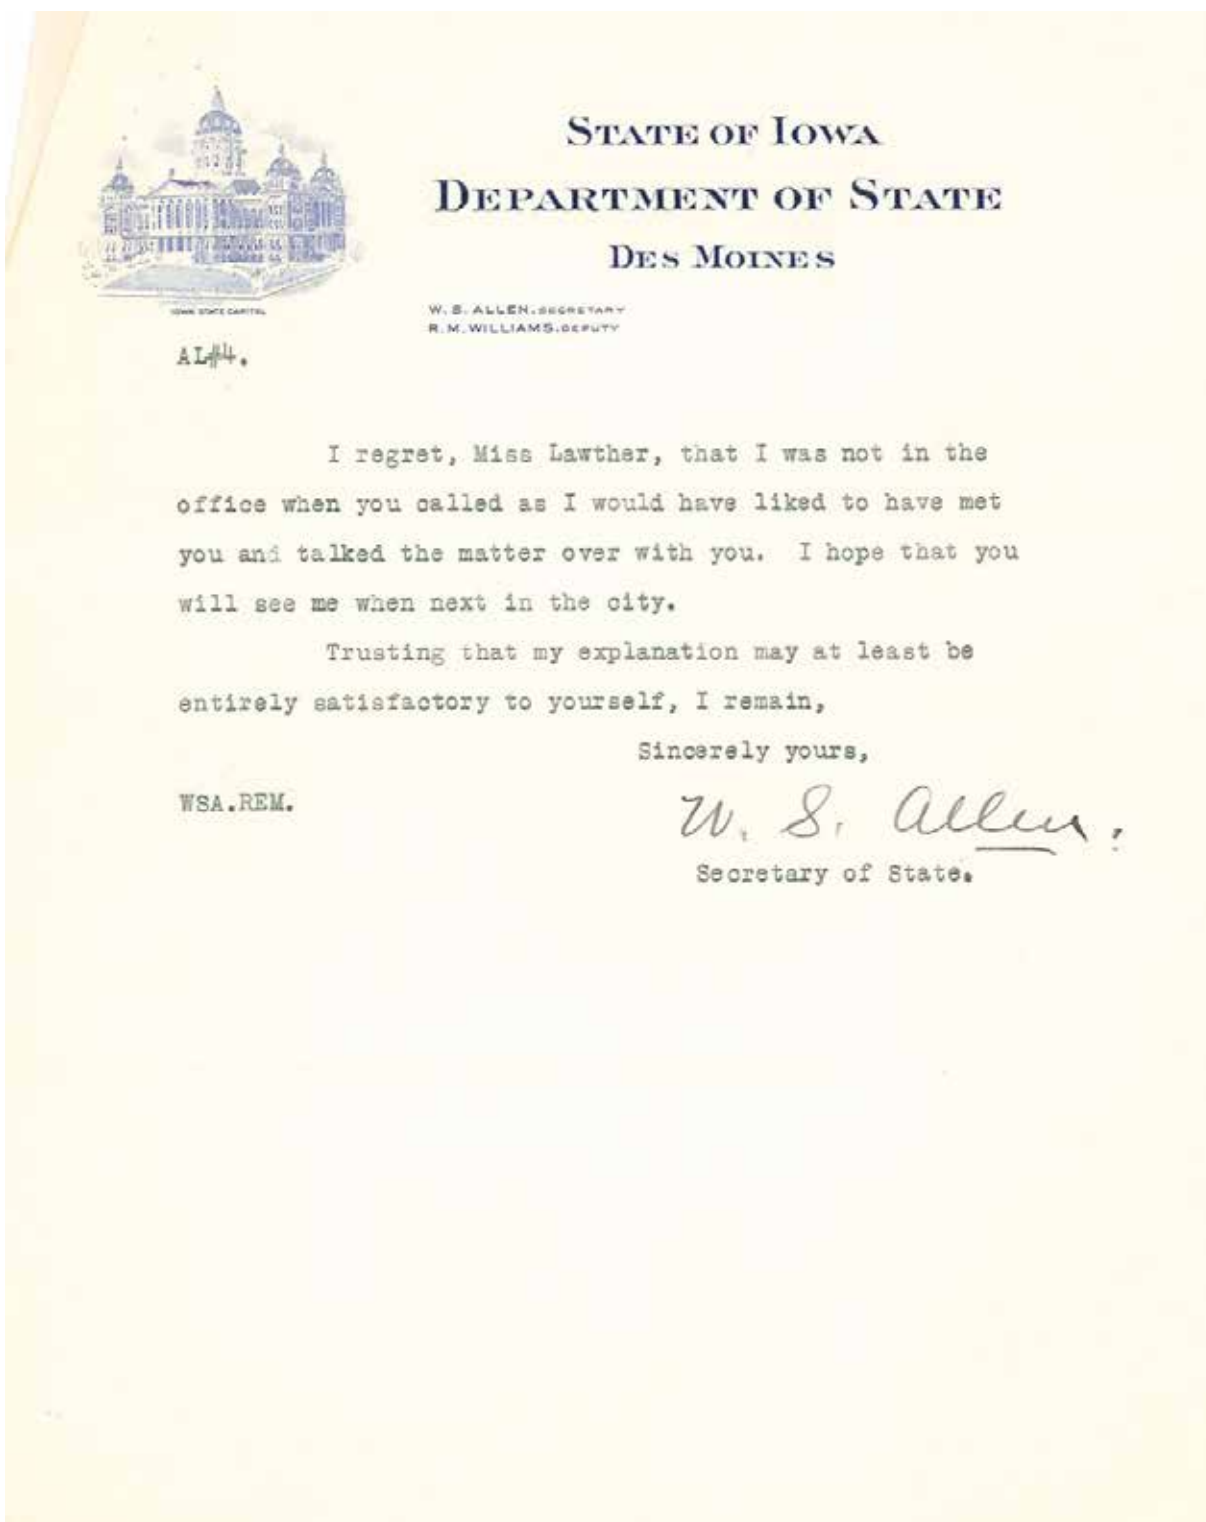 STATE OF IOWA
DEPARTMENT OF STATE
DES MOINES
IOWA STATE CAPITOL
W. S. ALLEN, SECRETARY
R. M. WILLIAMS, DEPUTY
AL#4.
I regret, Miss Lawther, that I was not in the
office when you called as I would have liked to have met
you and talked the matter over with you. I hope that you
will see me when next in the city.
Trusting that my explanation may at least be
entirely satisfactory to yourself, I remain,
Sincerely yours,
WSA.REM.
W. S. Allen.
Secretary of State.